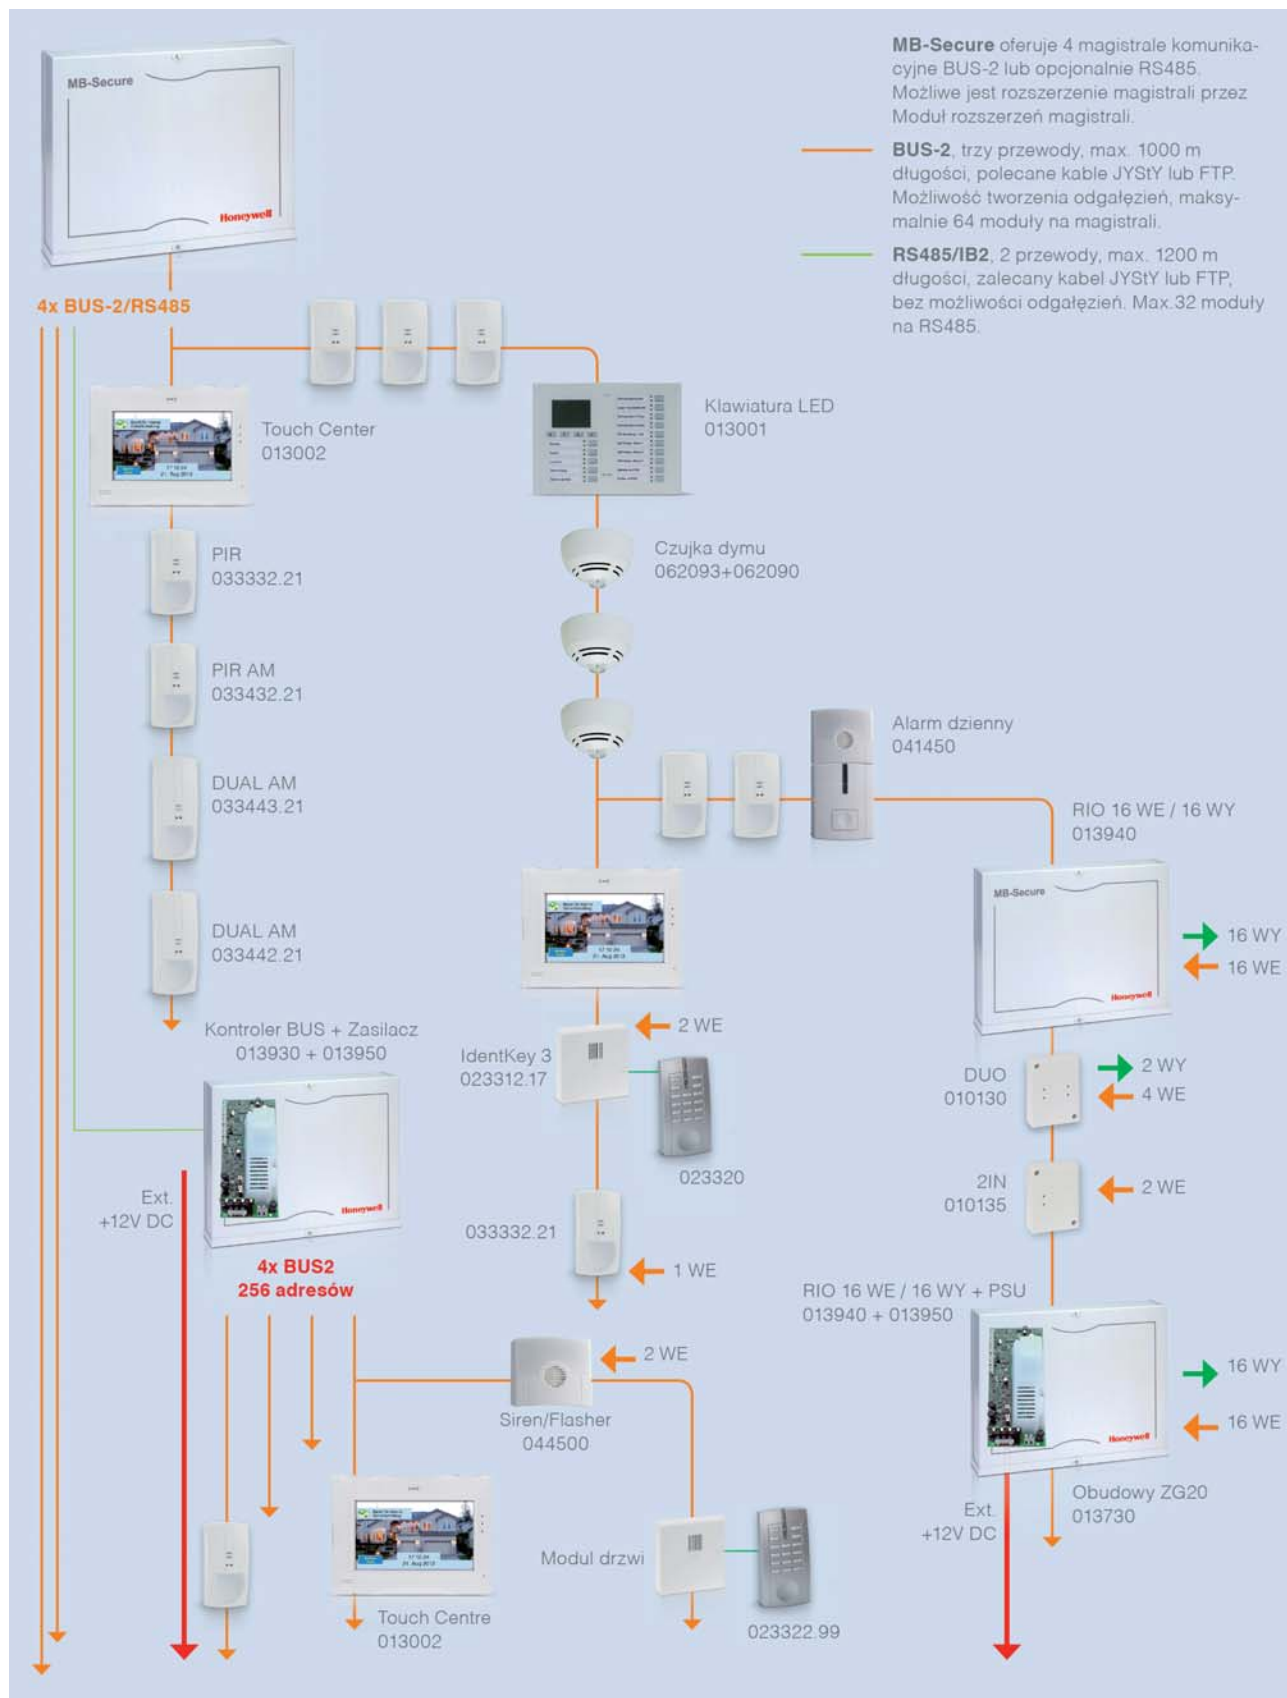 MB-Secure
Honeywell
MB-Secure oferuje 4 magistrale komunika-
cyjne BUS-2 lub opcjonalnie RS485.
Możliwe jest rozszerzenie magistrali przez
Moduł rozszerzeń magistrali.
BUS-2, trzy przewody, max. 1000 m
długości, polecane kable JYStY lub FTP.
Możliwość tworzenia odgałęzień, maksy-
malnie 64 moduły na magistrali.
RS485/IB2, 2 przewody, max. 1200 m
długości, zalecany kabel JYStY lub FTP,
bez możliwości odgałęzień. Max.32 moduły
na RS485.
4x BUS-2/RS485
Touch Center
013002
Klawiatura LED
013001
PIR
033332.21
Czujka dymu
062093+062090
PIR AM
033432.21
Alarm dzienny
041450
DUAL AM
033443.21
RIO 16 WE / 16 WY
013940
MB-Secure
Honeywell
16 WY
16 WE
DUAL AM
033442.21
Kontroler BUS + Zasilacz
013930 + 013950
Honeywell
2 WE
IdentKey 3
023312.17
023320
DUO
010130
2 WY
4 WE
2IN
010135
2 WE
Ext.
+12V DC
033332.21
1 WE
4x BUS2
256 adresów
RIO 16 WE / 16 WY + PSU
013940 + 013950
Honeywell
16 WY
16 WE
2 WE
Siren/Flasher
044500
Obudowy ZG20
013730
Ext.
+12V DC
Modul drzwi
023322.99
Touch Centre
013002